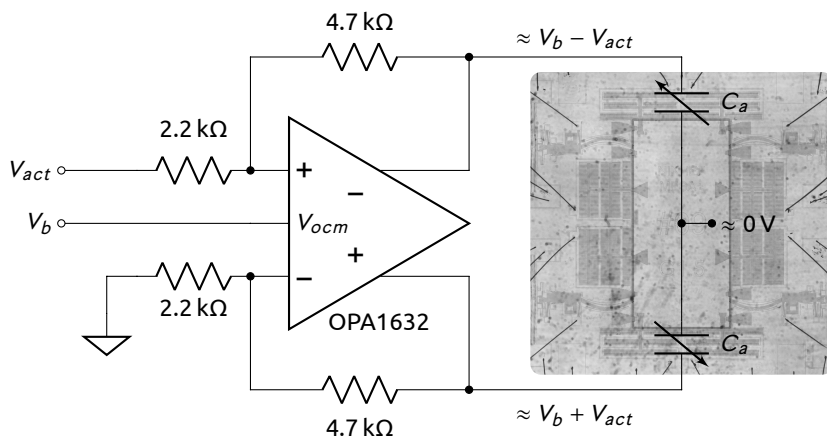 4.7 kΩ
≈ V_b − V_act
C_a
2.2 kΩ
V_act
+
−
V_b
V_ocm
≈ 0 V
+
−
2.2 kΩ
OPA1632
C_a
4.7 kΩ
≈ V_b + V_act